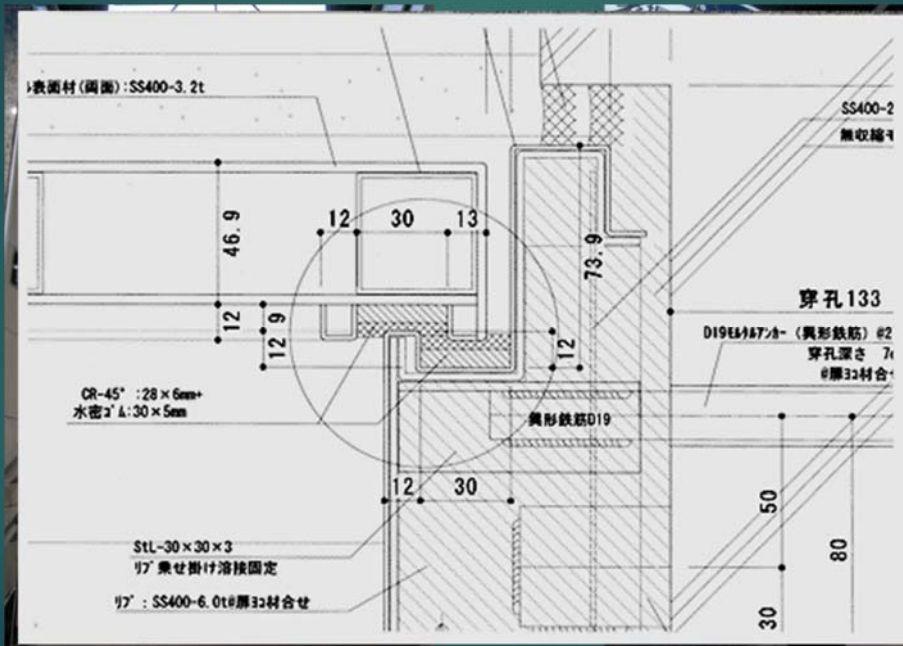 ﾙ表面材(両面):SS400-3.2t
SS400-2
無収縮ﾓ
12
30
13
46.9
73.9
穿孔133
12
9
12
12
D19ﾓﾙﾀﾙｱﾝｶｰ (異形鉄筋) @2
穿孔深さ 7d
@扉ﾖｺ材合ｾ
CR-45° :28×6mm+
水密ｺﾞﾑ:30×5mm
異形鉄筋D19
12
30
50
80
StL-30×30×3
ﾘﾌﾞ乗せ掛け溶接固定
ﾘﾌﾞ : SS400-6.0t@扉ﾖｺ材合せ
30